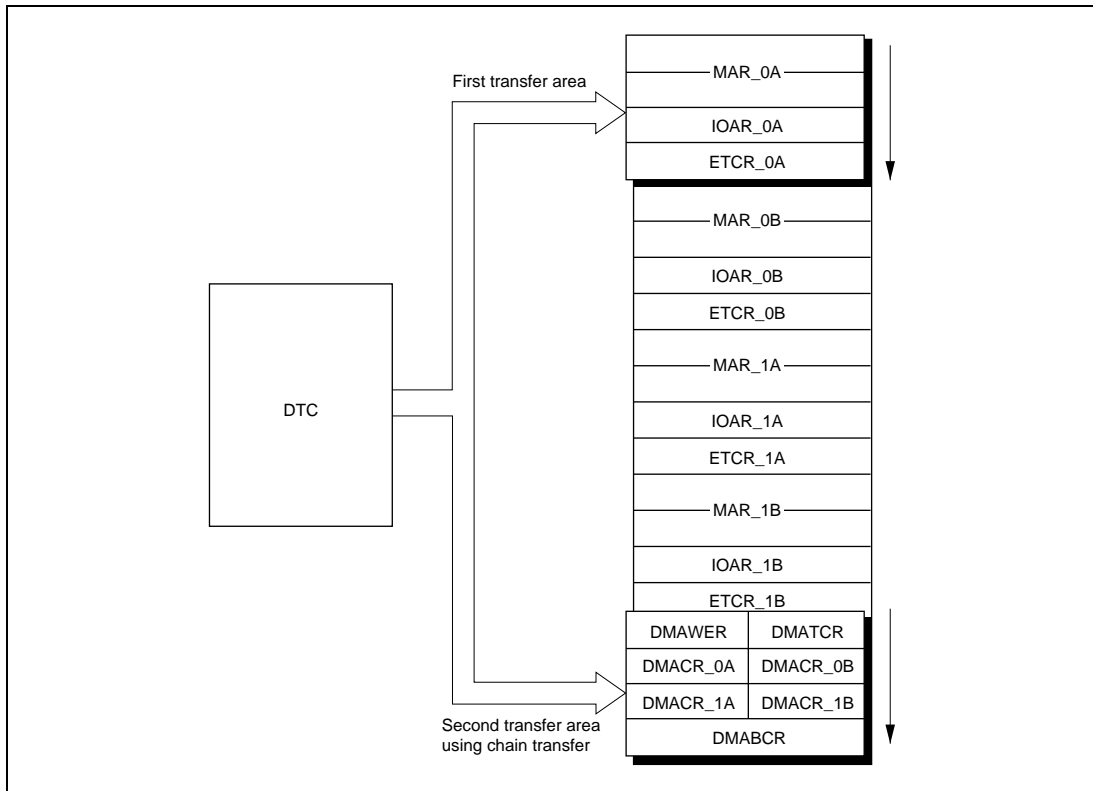 First transfer area
MAR_0A
IOAR_0A
ETCR_0A
MAR_0B
IOAR_0B
ETCR_0B
MAR_1A
IOAR_1A
ETCR_1A
MAR_1B
IOAR_1B
ETCR_1B
DTC
DMAWER DMATCR
DMACR_0A DMACR_0B
DMACR_1A DMACR_1B
DMABCR
Second transfer area
using chain transfer